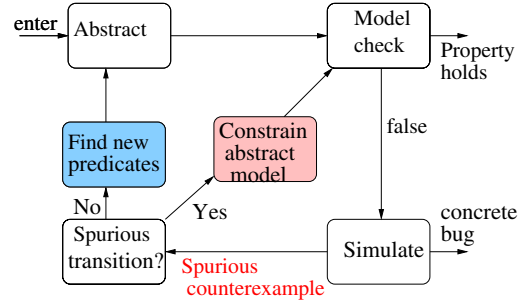 enter
Abstract
Model
check
Property
holds
Find new
predicates
Constrain
abstract
model
false
No
Yes
concrete
bug
Spurious
transition?
Simulate
Spurious
counterexample